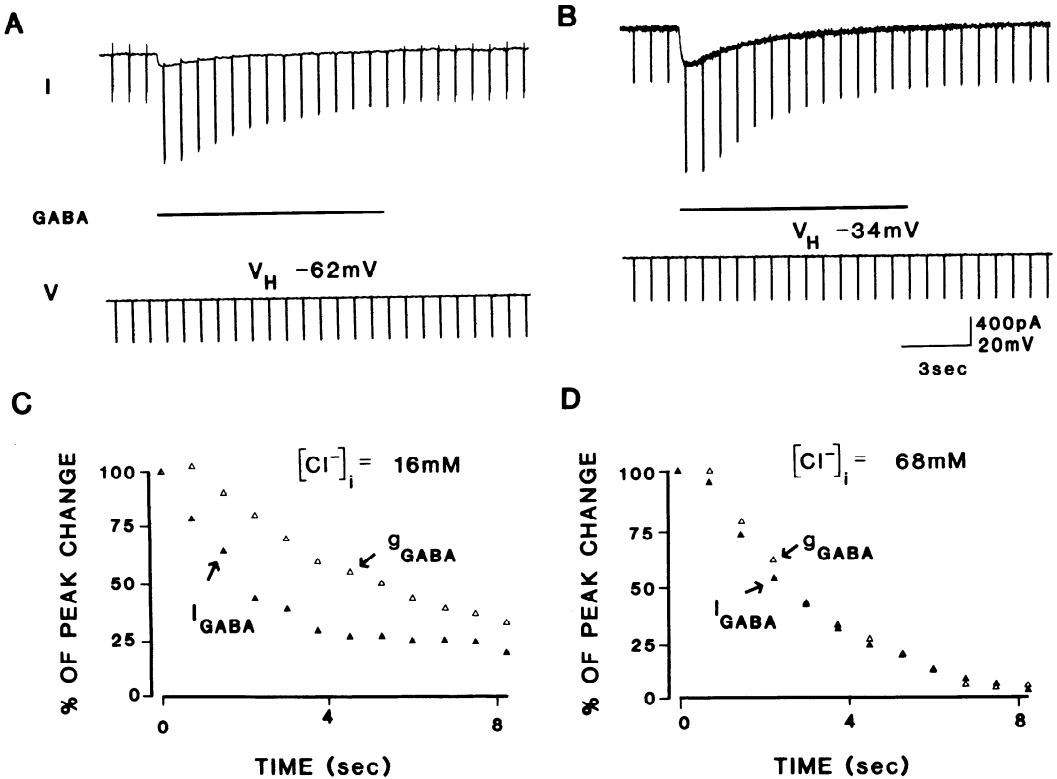 A
I
GABA
V_H -62mV
V
B
V_H -34mV
400pA
20mV
3sec
C
[Cl⁻]_i = 16mM
% OF PEAK CHANGE
100
75
50
25
0
g_GABA
I_GABA
0 4 8
TIME (sec)
D
[Cl⁻]_i = 68mM
% OF PEAK CHANGE
100
75
50
25
0
g_GABA
I_GABA
0 4 8
TIME (sec)